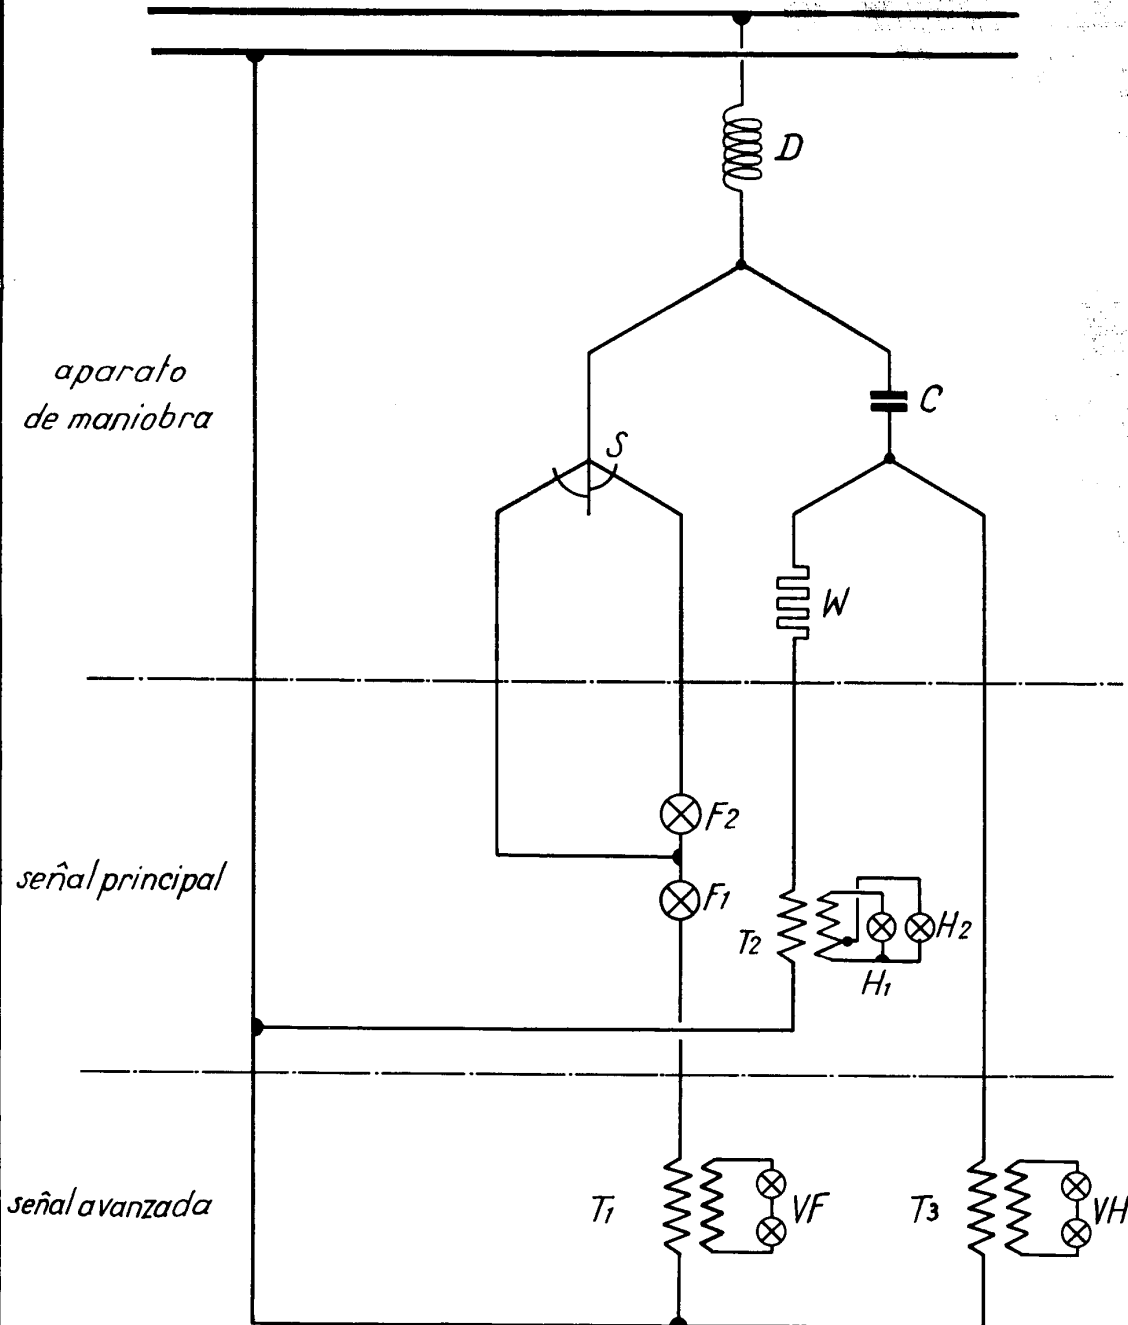 D
aparato
de maniobra
C
S
W
señal principal
F2
F1
T2
H2
H1
señal avanzada
T1
VF
T3
VH